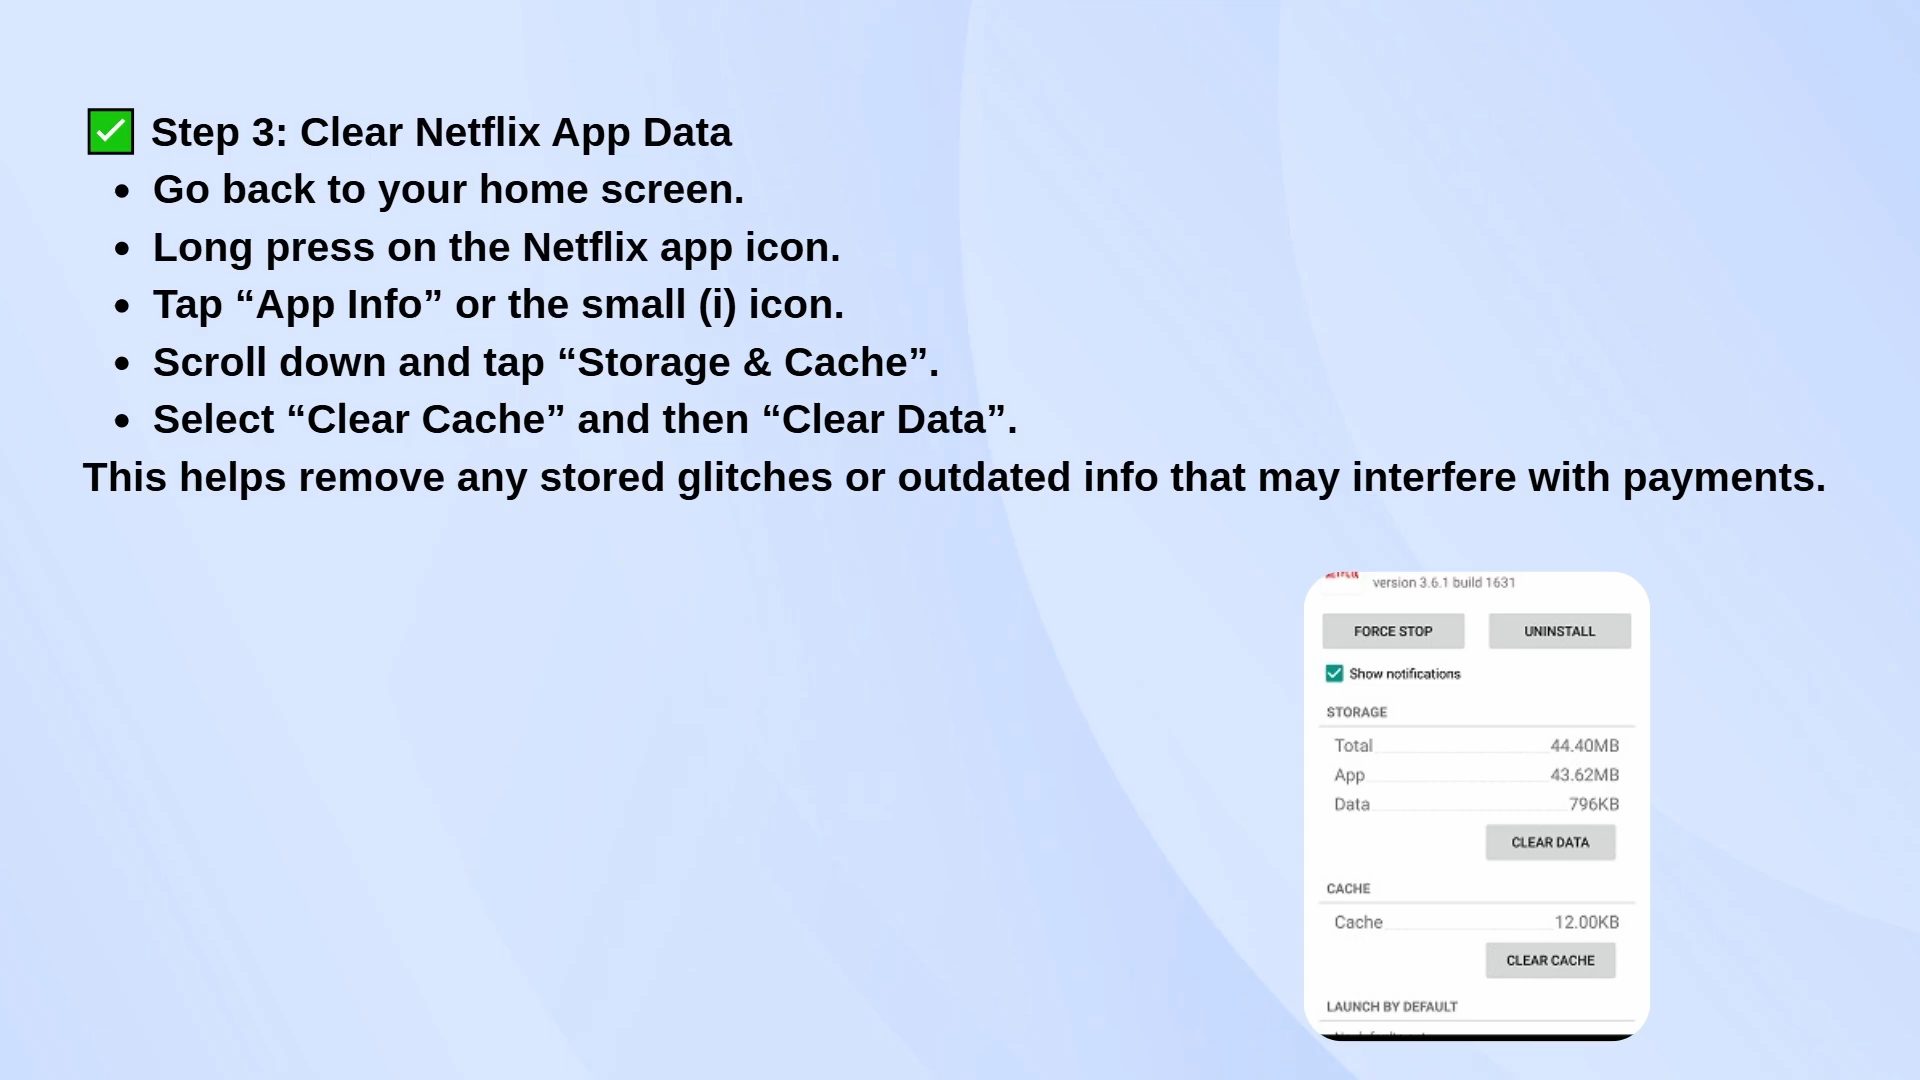 ✅ Step 3: Clear Netflix App Data
• Go back to your home screen.
• Long press on the Netflix app icon.
• Tap “App Info” or the small (i) icon.
• Scroll down and tap “Storage & Cache”.
• Select “Clear Cache” and then “Clear Data”.
This helps remove any stored glitches or outdated info that may interfere with payments.
version 3.6.1 build 1631
FORCE STOP UNINSTALL
Show notifications
STORAGE
Total 44.40MB
App 43.62MB
Data 796KB
CLEAR DATA
CACHE
Cache 12.00KB
CLEAR CACHE
LAUNCH BY DEFAULT